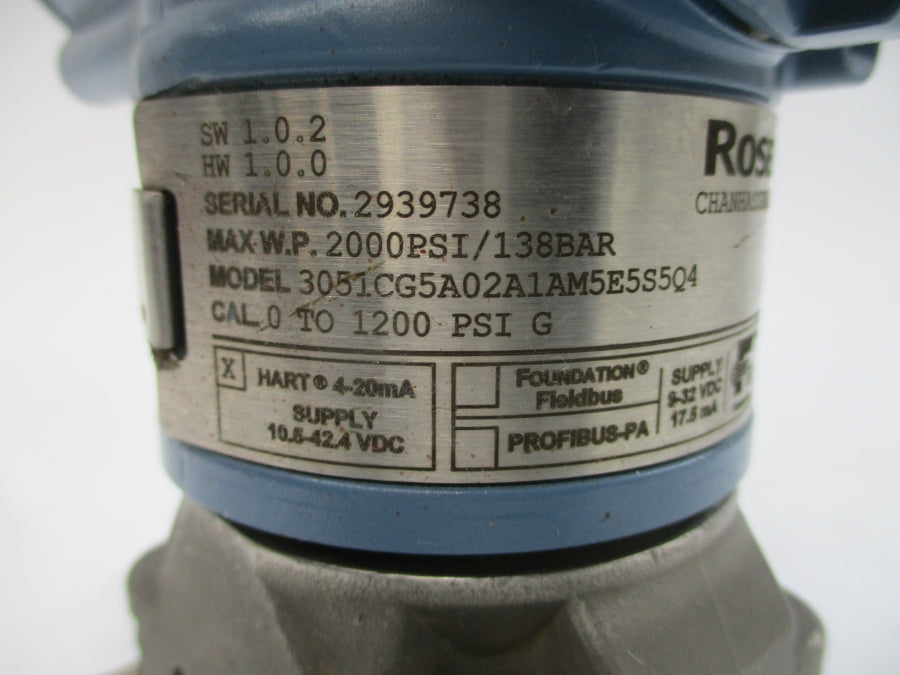 SW 1.0.2
HW 1.0.0
SERIAL NO. 2939738
MAX W.P. 2000PSI/138BAR
MODEL 3051CG5A02A1AM5E5S5Q4
CAL. 0 TO 1200 PSI G
ROSE
X
HART® 4-20mA
SUPPLY
10.5-42.4 VDC
FOUNDATION®
Fieldbus
PROFIBUS-PA
SUPPLY
9-32 VDC
17.5 mA